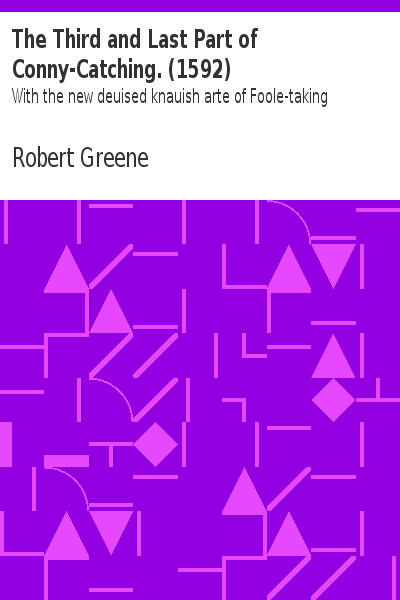 The Third and Last Part of
Conny-Catching. (1592)
With the new deuised knauish arte of Foole-taking
Robert Greene